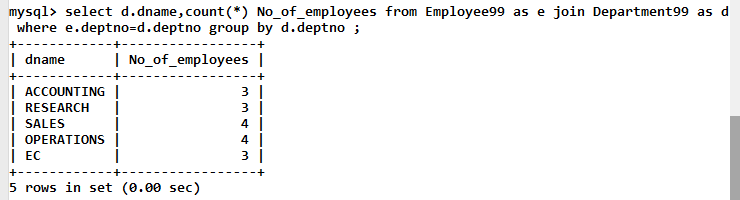 mysql> select d.dname,count(*) No_of_employees from Employee99 as e join Department99 as d
 where e.deptno=d.deptno group by d.deptno ;
+------------+-----------------+
| dname      | No_of_employees |
+------------+-----------------+
| ACCOUNTING |               3 |
| RESEARCH   |               3 |
| SALES      |               4 |
| OPERATIONS |               4 |
| EC         |               3 |
+------------+-----------------+
5 rows in set (0.00 sec)